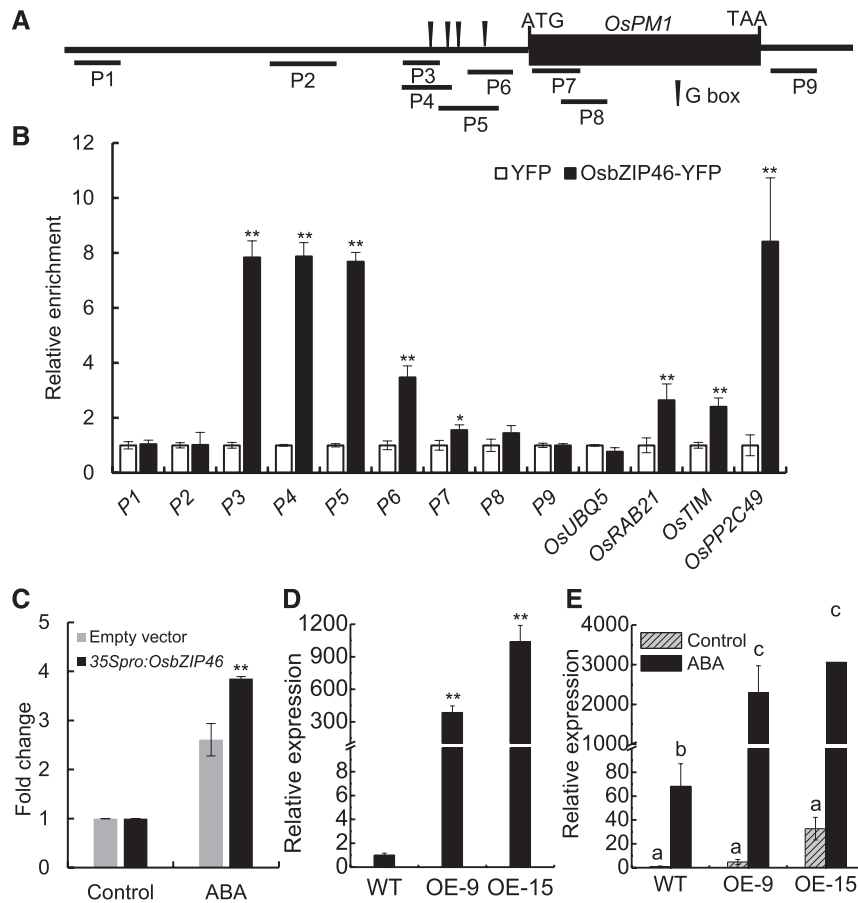 A
ATG OsPM1 TAA
P1 P2 P3 P6 P7 P9
P4 P5 P8 G box
B
Relative enrichment
12
10
8
6
4
2
0
YFP OsbZIP46-YFP
** ** ** ** * ** ** **
P1 P2 P3 P4 P5 P6 P7 P8 P9 OsUBQ5 OsRAB21 OsTIM OsPP2C49
C
Fold change
5
4
3
2
1
0
Empty vector
35Spro:OsbZIP46
**
Control ABA
D
Relative expression
1200
900
600
300
8
6
4
2
0
** **
WT OE-9 OE-15
E
Relative expression
4000
3000
2000
1000
80
60
40
20
0
Control
ABA
a b a c a c
WT OE-9 OE-15